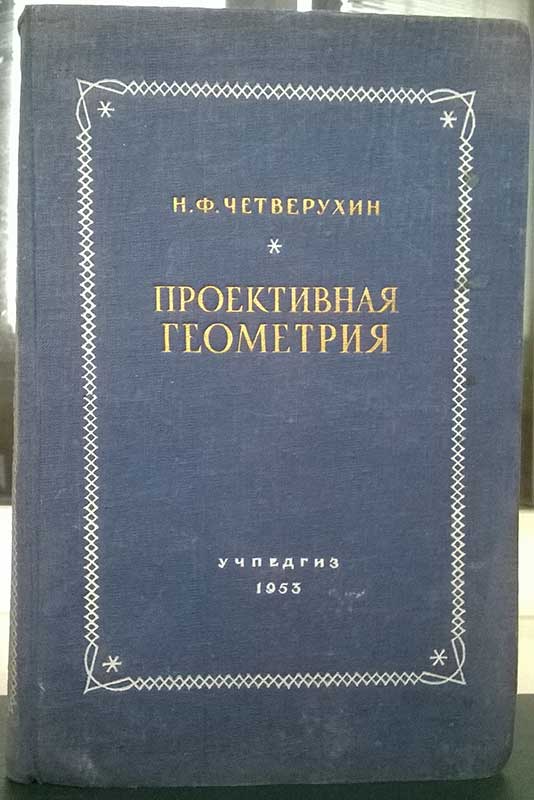 Н.Ф.ЧЕТВЕРУХИН
ПРОЕКТИВНАЯ
ГЕОМЕТРИЯ
УЧПЕДГИЗ
1953